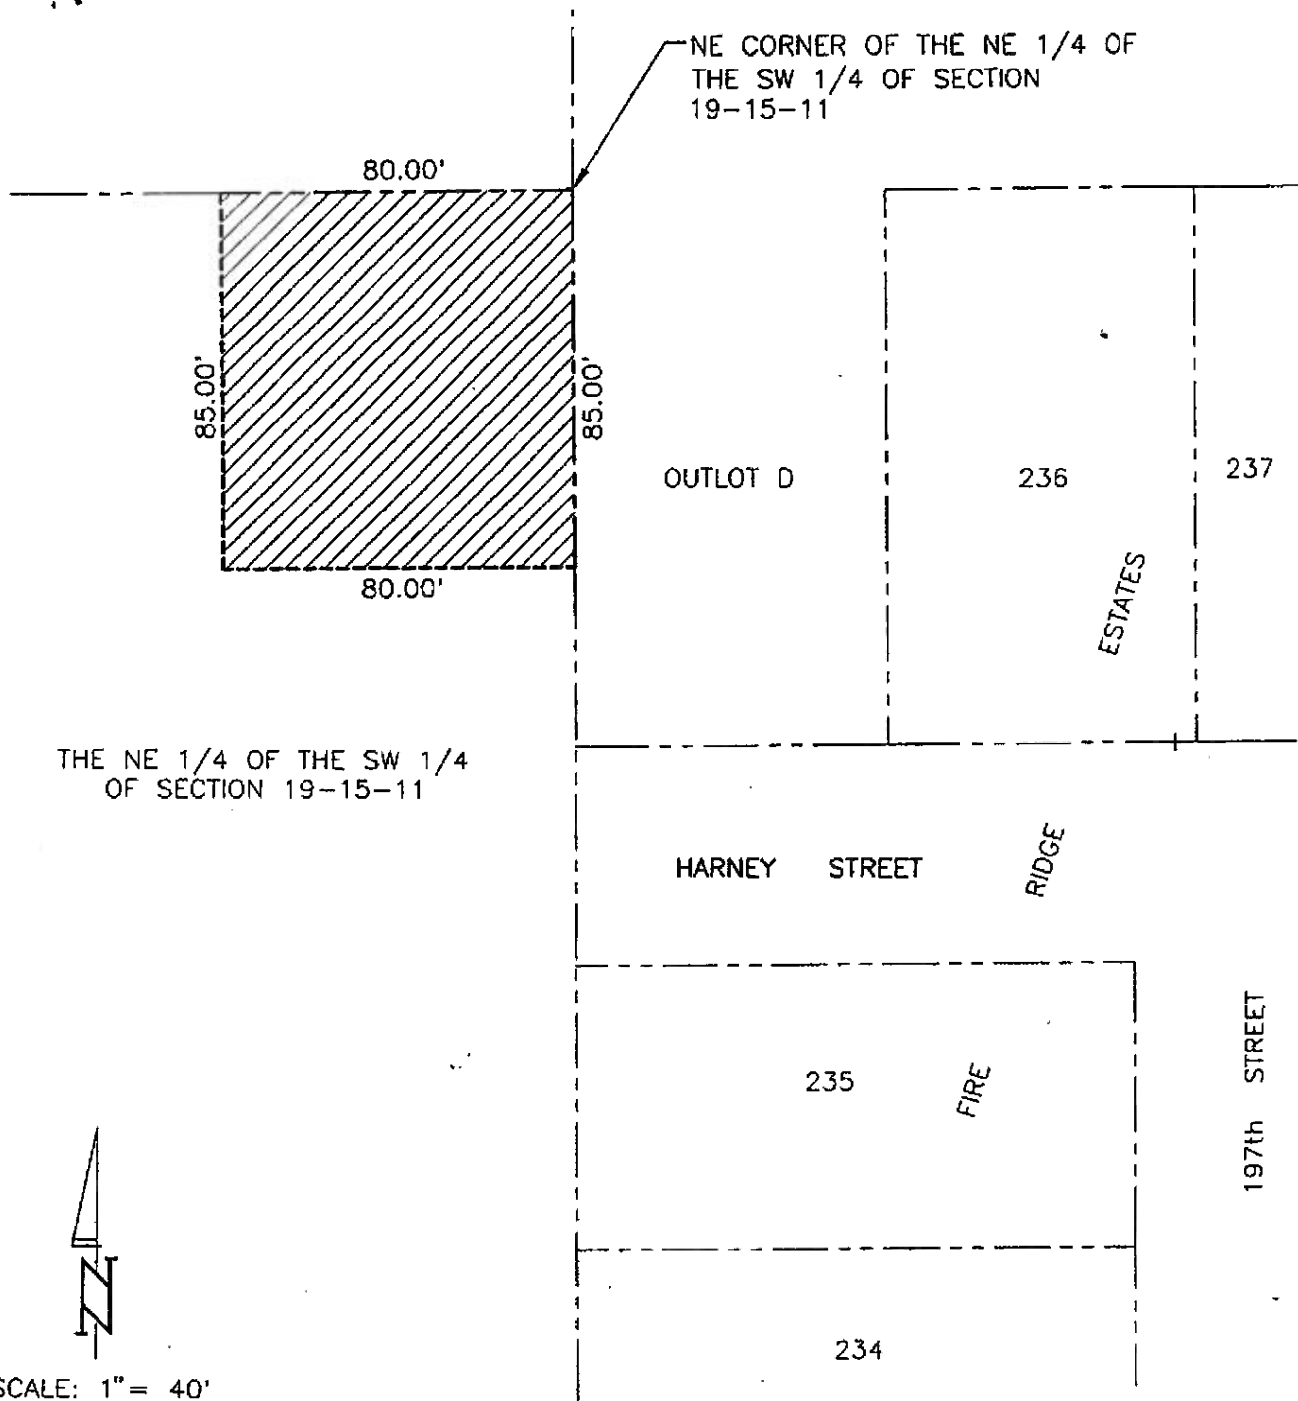 NE CORNER OF THE NE 1/4 OF
THE SW 1/4 OF SECTION
19-15-11
80.00'
85.00'
85.00'
80.00'
OUTLOT D
236
237
ESTATES
THE NE 1/4 OF THE SW 1/4
OF SECTION 19-15-11
HARNEY STREET
RIDGE
235
FIRE
197th STREET
N
234
SCALE: 1"= 40'